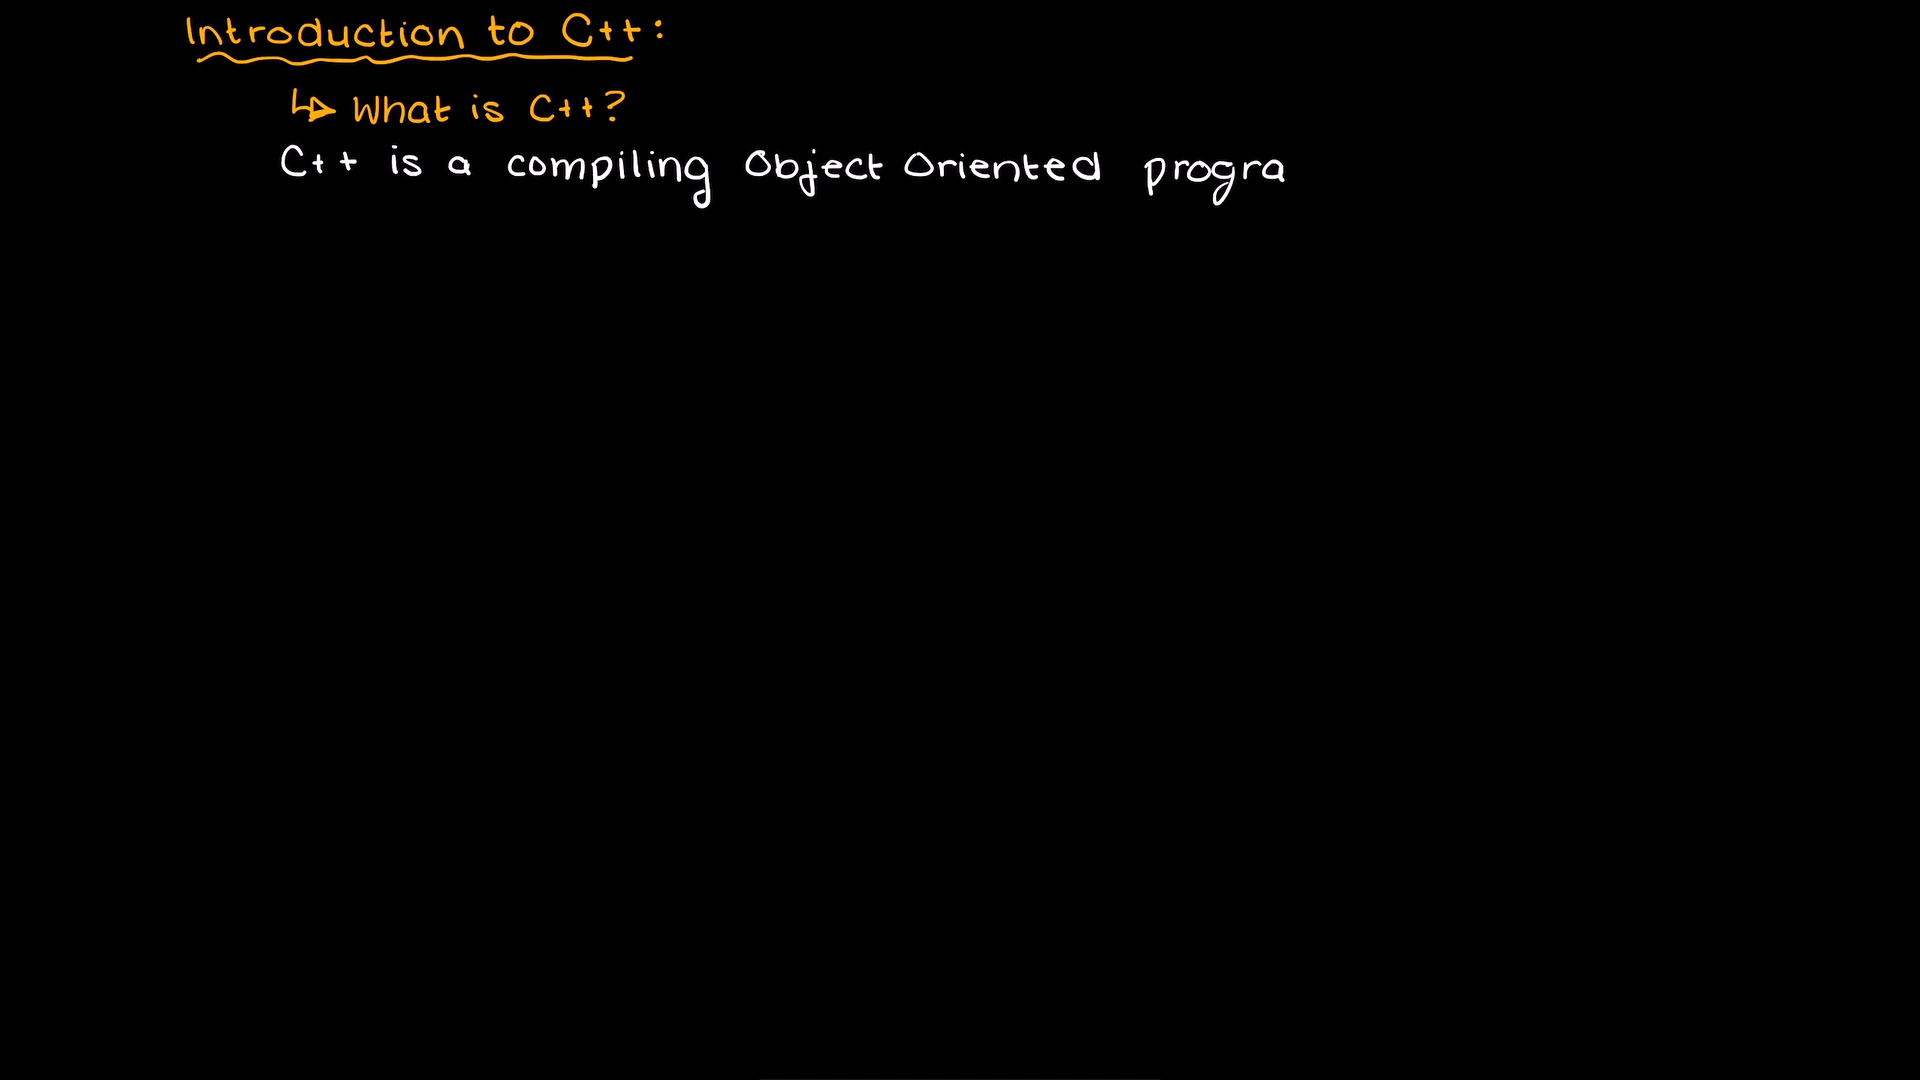 Introduction to C++:
↳ What is C++?
C++ is a compiling Object Oriented progra